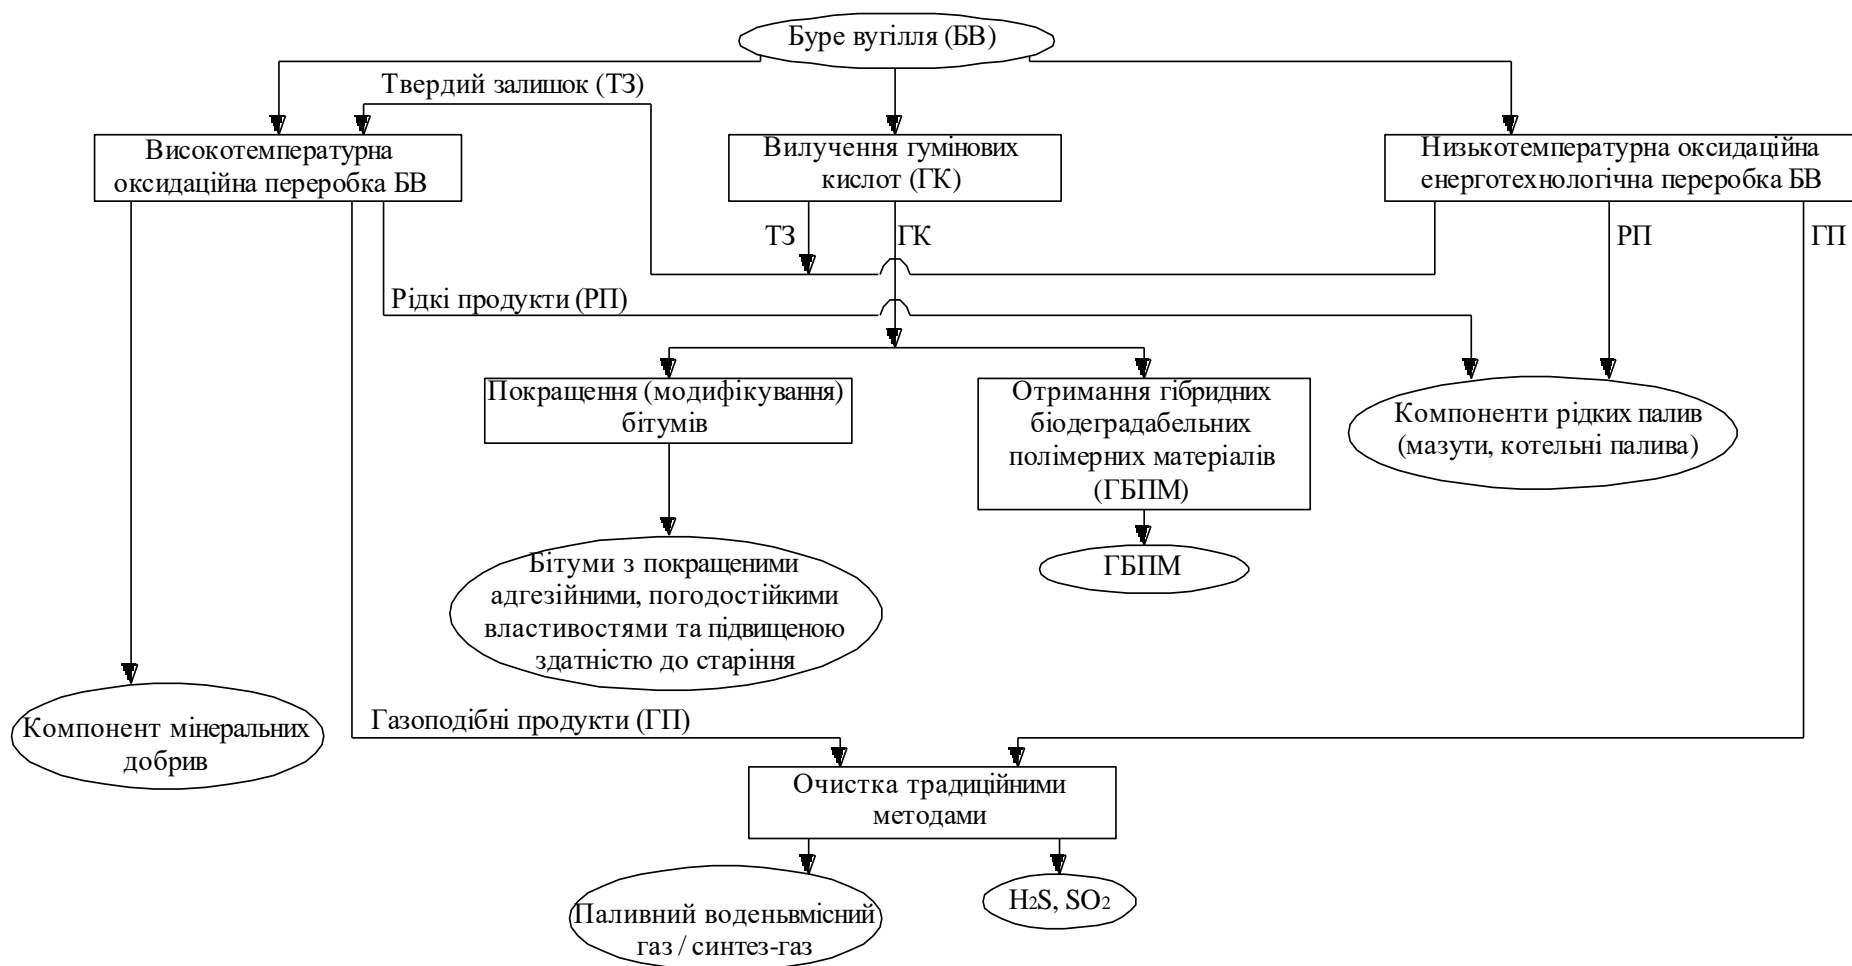 Буре вугілля (БВ)
Твердий залишок (ТЗ)
Високотемпературна
оксидаційна переробка БВ
Вилучення гумінових
кислот (ГК)
Низькотемпературна оксидаційна
енерготехнологічна переробка БВ
ТЗ
ГК
РП
ГП
Рідкі продукти (РП)
Покращення (модифікування)
бітумів
Отримання гібридних
біодеградабельних
полімерних матеріалів
(ГБПМ)
Компоненти рідких палив
(мазути, котельні палива)
Бітуми з покращеними
адгезійними, погодостійкими
властивостями та підвищеною
здатністю до старіння
ГБПМ
Компонент мінеральних
добрив
Газоподібні продукти (ГП)
Очистка традиційними
методами
Паливний воденьвмісний
газ / синтез-газ
H2S, SO2